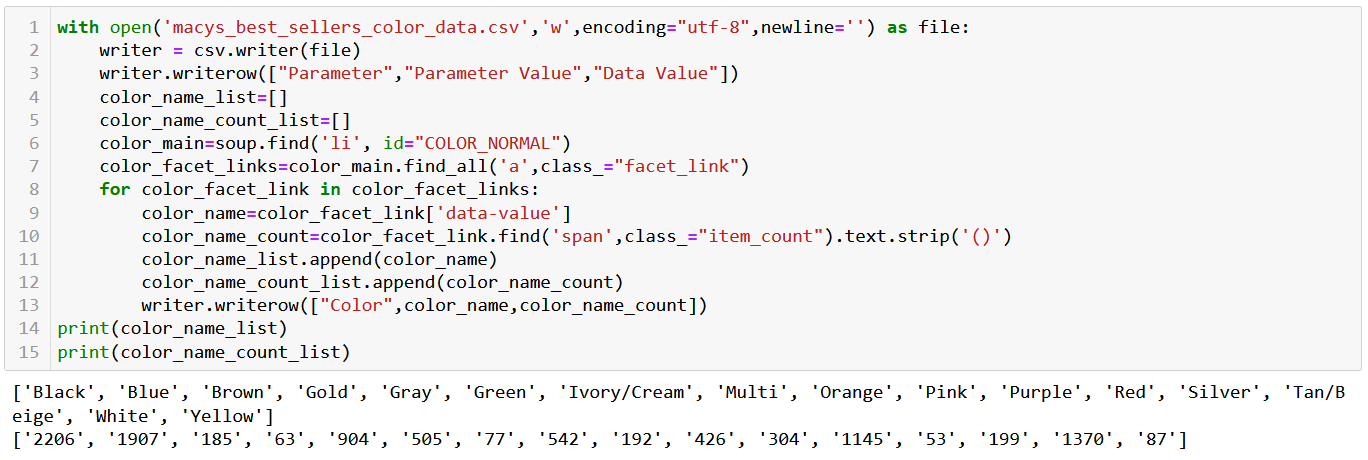 1 with open('macys_best_sellers_color_data.csv','w',encoding="utf-8",newline='') as file:
2     writer = csv.writer(file)
3     writer.writerow(["Parameter","Parameter Value","Data Value"])
4     color_name_list=[]
5     color_name_count_list=[]
6     color_main=soup.find('li', id="COLOR_NORMAL")
7     color_facet_links=color_main.find_all('a',class_="facet_link")
8     for color_facet_link in color_facet_links:
9         color_name=color_facet_link['data-value']
10         color_name_count=color_facet_link.find('span',class_="item_count").text.strip('()')
11         color_name_list.append(color_name)
12         color_name_count_list.append(color_name_count)
13         writer.writerow(["Color",color_name,color_name_count])
14 print(color_name_list)
15 print(color_name_count_list)
['Black', 'Blue', 'Brown', 'Gold', 'Gray', 'Green', 'Ivory/Cream', 'Multi', 'Orange', 'Pink', 'Purple', 'Red', 'Silver', 'Tan/B
eige', 'White', 'Yellow']
['2206', '1907', '185', '63', '904', '505', '77', '542', '192', '426', '304', '1145', '53', '199', '1370', '87']